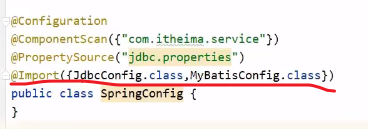 @Configuration
@ComponentScan({"com.itheima.service"})
@PropertySource("jdbc.properties")
@Import({JdbcConfig.class,MyBatisConfig.class})
public class SpringConfig {
}